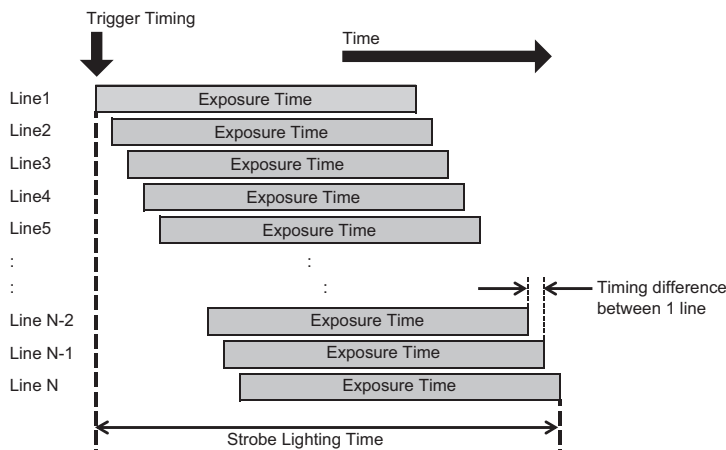 Trigger Timing
Time
Line1 Exposure Time
Line2 Exposure Time
Line3 Exposure Time
Line4 Exposure Time
Line5 Exposure Time
: :
: :
Timing difference
between 1 line
Line N-2 Exposure Time
Line N-1 Exposure Time
Line N Exposure Time
Strobe Lighting Time